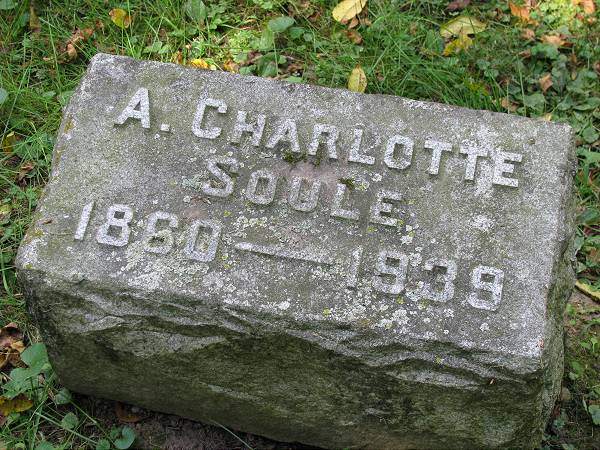 A. CHARLOTTE
SOULE
1860 — 1939